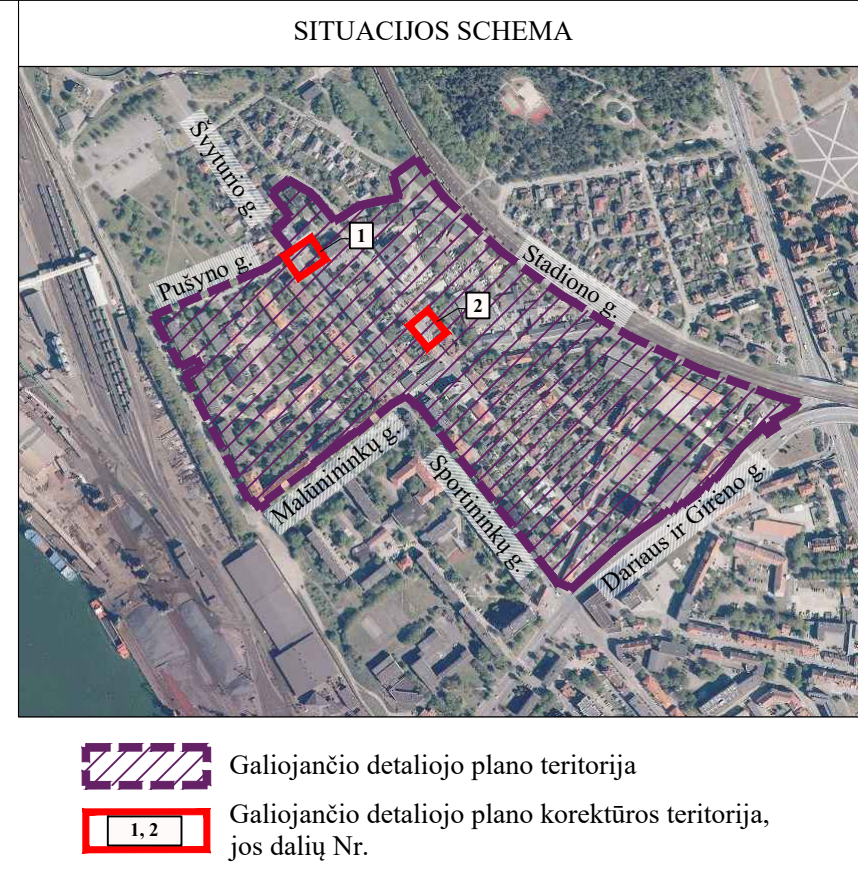 SITUACIJOS SCHEMA
Švyturio g.
1
Pušyno g.
Stadiono g.
2
Malūnininkų g.
Sportininkų g.
Dariaus ir Girėno g.
Galiojančio detaliojo plano teritorija
1, 2
Galiojančio detaliojo plano korektūros teritorija,
jos dalių Nr.